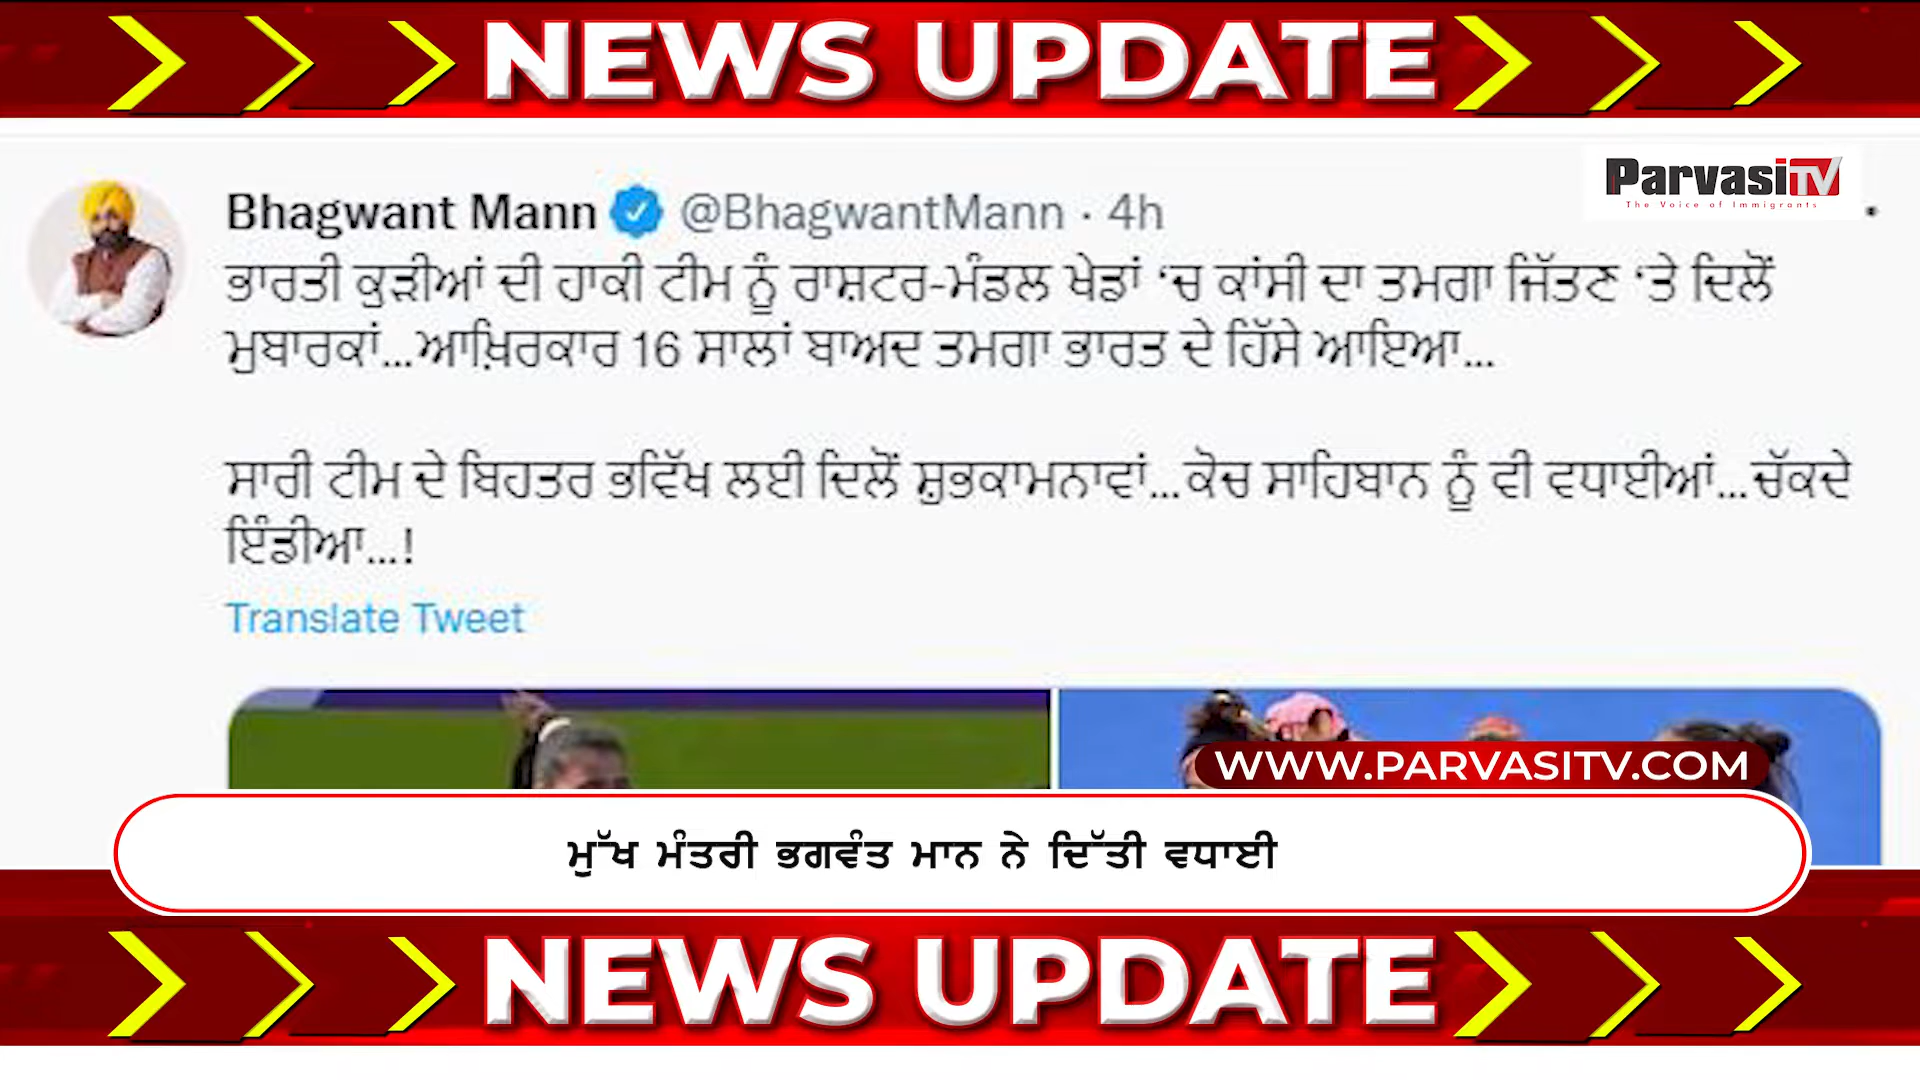 NEWS UPDATE
ParvasiTV
The Voice of Immigrants
Bhagwant Mann @BhagwantMann · 4h
ਭਾਰਤੀ ਕੁੜੀਆਂ ਦੀ ਹਾਕੀ ਟੀਮ ਨੂੰ ਰਾਸ਼ਟਰ-ਮੰਡਲ ਖੇਡਾਂ ‘ਚ ਕਾਂਸੀ ਦਾ ਤਮਗਾ ਜਿੱਤਣ ‘ਤੇ ਦਿਲੋਂ
ਮੁਬਾਰਕਾਂ...ਆਖ਼ਿਰਕਾਰ 16 ਸਾਲਾਂ ਬਾਅਦ ਤਮਗਾ ਭਾਰਤ ਦੇ ਹਿੱਸੇ ਆਇਆ...
ਸਾਰੀ ਟੀਮ ਦੇ ਬਿਹਤਰ ਭਵਿੱਖ ਲਈ ਦਿਲੋਂ ਸ਼ੁਭਕਾਮਨਾਵਾਂ...ਕੋਚ ਸਾਹਿਬਾਨ ਨੂੰ ਵੀ ਵਧਾਈਆਂ...ਚੱਕਦੇ
ਇੰਡੀਆ...!
Translate Tweet
WWW.PARVASITV.COM
ਮੁੱਖ ਮੰਤਰੀ ਭਗਵੰਤ ਮਾਨ ਨੇ ਦਿੱਤੀ ਵਧਾਈ
NEWS UPDATE